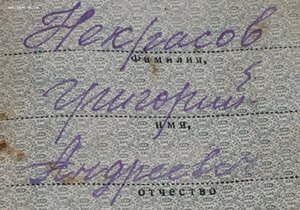 Некрасов
Фамилия,
Григорий
имя,
Андреевич
отчество